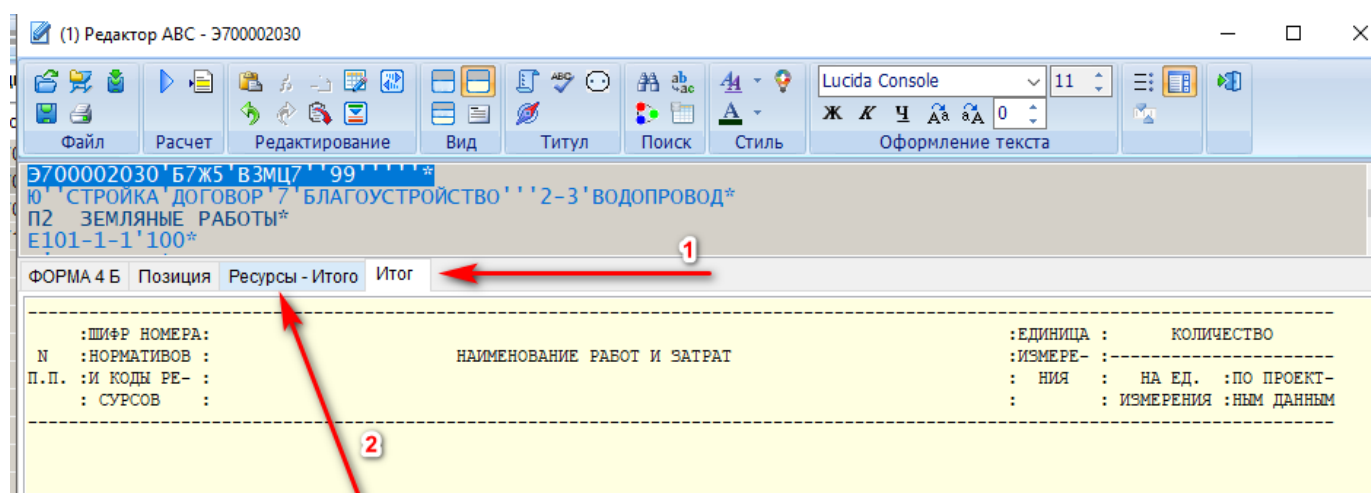 (1) Редактор АВС - Э700002030
Lucida Console 11
Ж К Ч 0
Файл Расчет Редактирование Вид Титул Поиск Стиль Оформление текста
Э700002030'Б7Ж5'В3МЦ7''99'''''*
Ю''СТРОЙКА'ДОГОВОР'7'БЛАГОУСТРОЙСТВО'''2-3'ВОДОПРОВОД*
П2 ЗЕМЛЯНЫЕ РАБОТЫ*
Е101-1-1'100*
1
ФОРМА 4 Б Позиция Ресурсы - Итого Итог
:ШИФР НОМЕРА: :ЕДИНИЦА : КОЛИЧЕСТВО
N :НОРМАТИВОВ : НАИМЕНОВАНИЕ РАБОТ И ЗАТРАТ :ИЗМЕРЕ- :----------------------
П.П. :И КОДЫ РЕ- : : НИЯ : НА ЕД. :ПО ПРОЕКТ-
: СУРСОВ : : : ИЗМЕРЕНИЯ :НЫМ ДАННЫМ
2